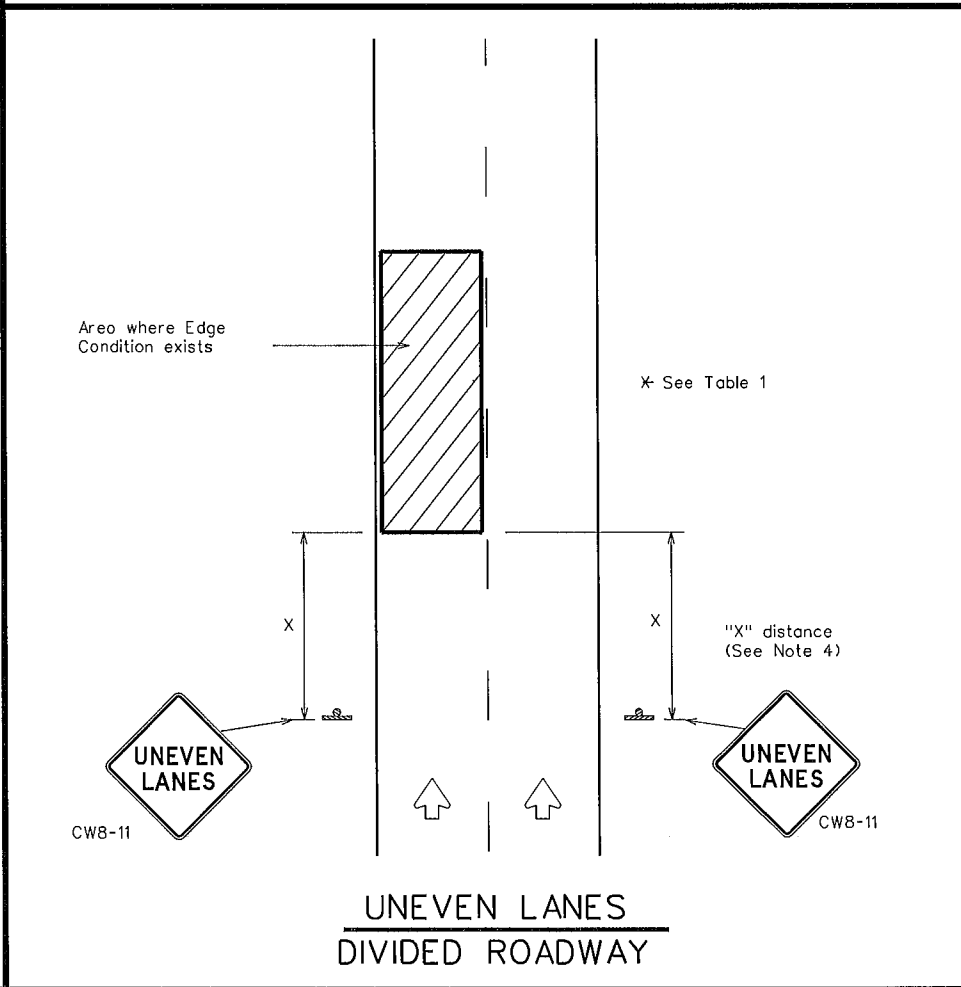 Area where Edge
Condition exists
* See Table 1
X
X
"X" distance
(See Note 4)
UNEVEN
LANES
CW8-11
UNEVEN
LANES
CW8-11
UNEVEN LANES
DIVIDED ROADWAY